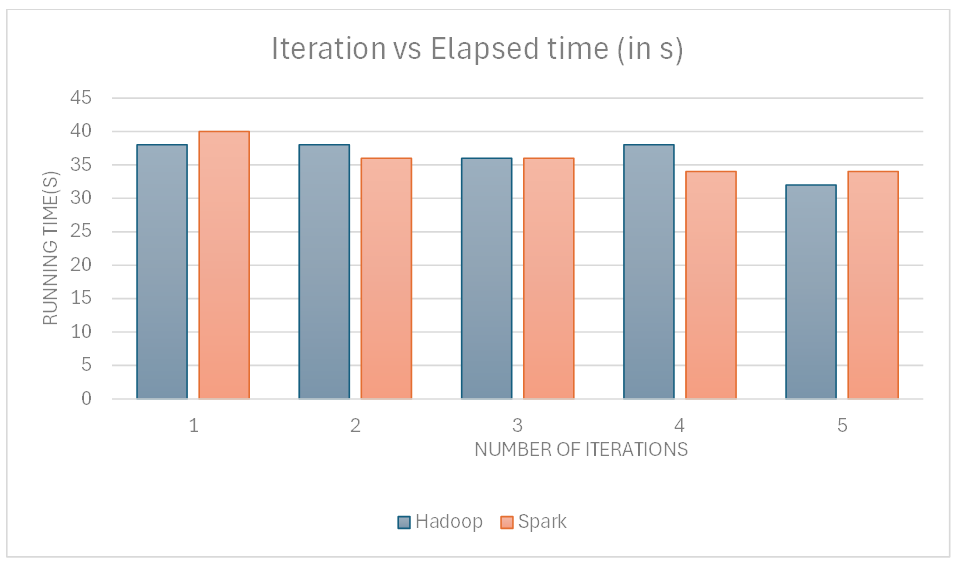 Iteration vs Elapsed time (in s)
45
40
35
30
25
20
15
10
5
0
RUNNING TIME(S)
1 2 3 4 5
NUMBER OF ITERATIONS
Hadoop Spark